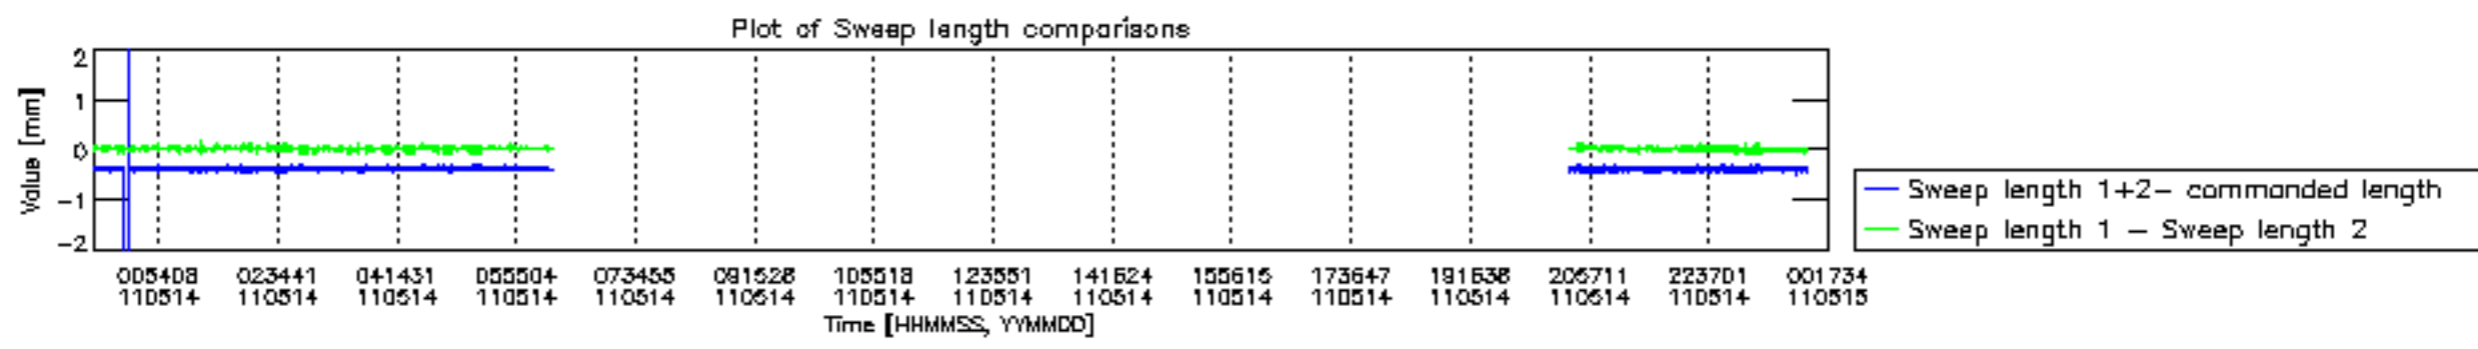 Plot of Sweep length comparisons
2
1
0
-1
-2
Value [mm]
005408 023441 041431 055504 073455 091528 105518 123551 141624 155615 173647 191638 205711 223701 001734
110514 110514 110514 110514 110514 110514 110514 110514 110514 110514 110514 110514 110514 110514 110515
Time [HHMMSS, YYMMDD]
Sweep length 1+2- commanded length
Sweep length 1 - Sweep length 2